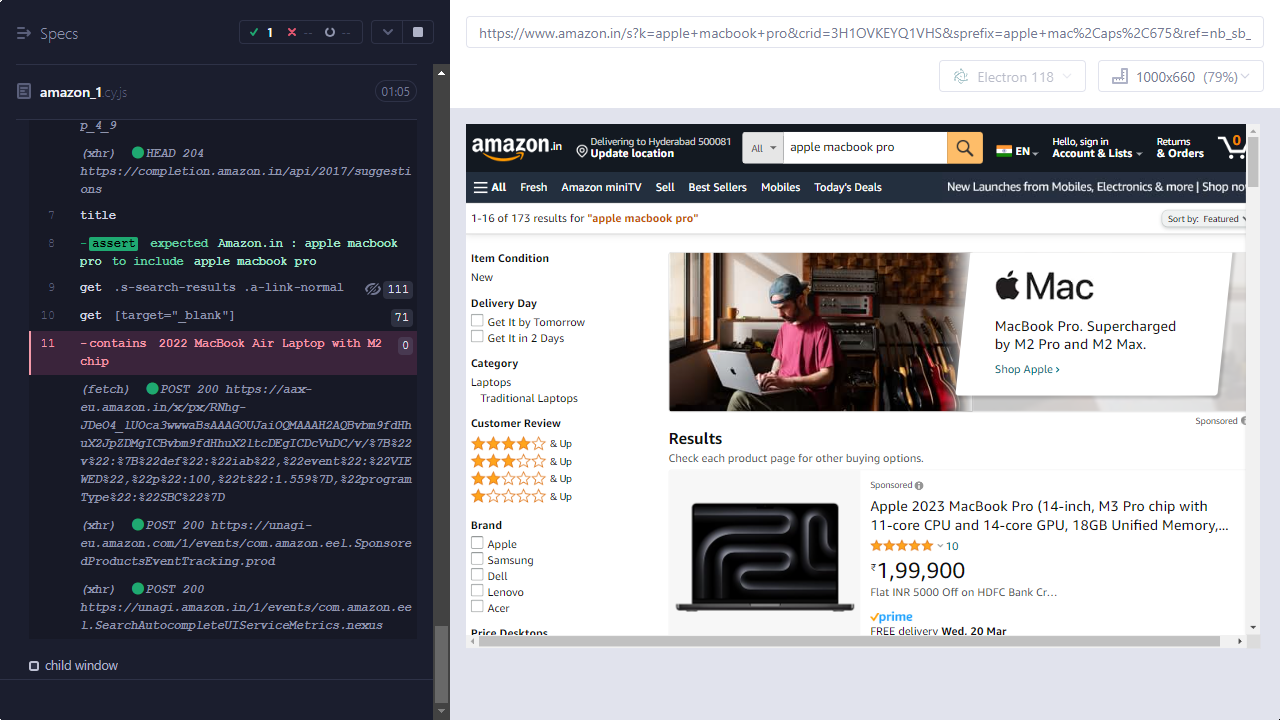 Specs
1
--
--
amazon_1.cy.js
01:05
p_4_9
(xhr) HEAD 204
https://completion.amazon.in/api/2017/suggesti
ons
7 title
8 -assert expected Amazon.in : apple macbook
pro to include apple macbook pro
9 get .s-search-results .a-link-normal 111
10 get [target="_blank"] 71
11 -contains 2022 MacBook Air Laptop with M2 0
chip
(fetch) POST 200 https://aax-
eu.amazon.in/x/px/RNhg-
JDeO4_lUOca3wwwaBsAAAGOUJaiOQMAAAH2AQBvbm9fdHh
uX2JpZDMgICBvbm9fdHhuX2ltcDEgICDcVuDC/v/%7B%22
v%22:%7B%22def%22:%22iab%22,%22event%22:%22VIE
WED%22,%22p%22:100,%22t%22:1.559%7D,%22program
Type%22:%22SBC%22%7D
(xhr) POST 200 https://unagi-
eu.amazon.com/1/events/com.amazon.eel.Sponsore
dProductsEventTracking.prod
(xhr) POST 200
https://unagi.amazon.in/1/events/com.amazon.ee
l.SearchAutocompleteUIServiceMetrics.nexus
child window
https://www.amazon.in/s?k=apple+macbook+pro&crid=3H1OVKEYQ1VHS&sprefix=apple+mac%2Caps%2C675&ref=nb_sb_
Electron 118
1000x660 (79%)
amazon.in
Delivering to Hyderabad 500081
Update location
All
apple macbook pro
EN
Hello, sign in
Account & Lists
Returns
& Orders
0
All
Fresh
Amazon miniTV
Sell
Best Sellers
Mobiles
Today's Deals
New Launches from Mobiles, Electronics & more | Shop now
1-16 of 173 results for "apple macbook pro"
Sort by: Featured
Item Condition
New
Delivery Day
Get It by Tomorrow
Get It in 2 Days
Category
Laptops
Traditional Laptops
Customer Review
& Up
& Up
& Up
& Up
Brand
Apple
Samsung
Dell
Lenovo
Acer
Price Desktops
Mac
MacBook Pro. Supercharged
by M2 Pro and M2 Max.
Shop Apple ›
Sponsored
Results
Check each product page for other buying options.
Sponsored
Apple 2023 MacBook Pro (14-inch, M3 Pro chip with
11‑core CPU and 14‑core GPU, 18GB Unified Memory,...
10
₹1,99,900
Flat INR 5000 Off on HDFC Bank Cr...
prime
FREE delivery Wed, 20 Mar